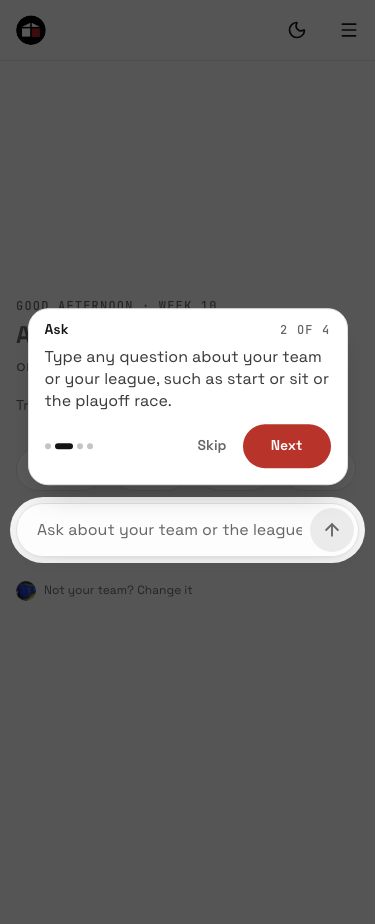 GOOD AFTERNOON · WEEK 10
Ask
2 OF 4
Type any question about your team
or your league, such as start or sit or
the playoff race.
Skip
Next
Ask about your team or the league
Not your team? Change it